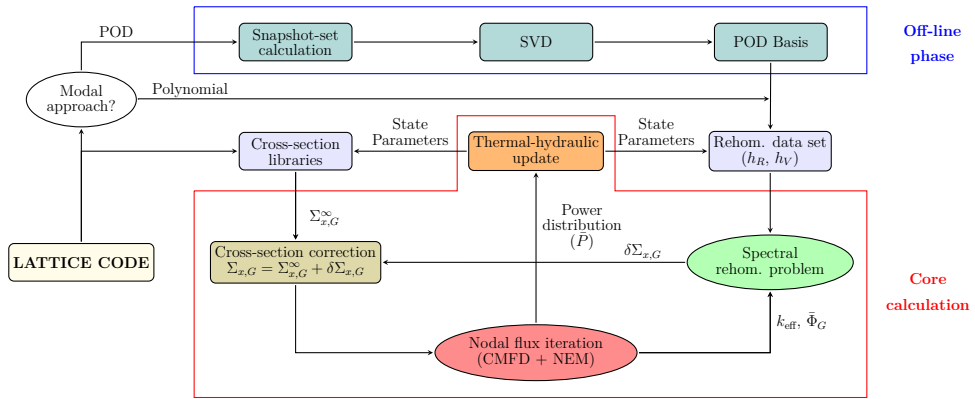 POD
Snapshot-set
calculation
SVD
POD Basis
Off-line
phase
Modal
approach?
Polynomial
State
Parameters
State
Parameters
Cross-section
libraries
Thermal-hydraulic
update
Rehom. data set
(h_R, h_V)
Σ^∞_{x,G}
Power
distribution
(P̄)
LATTICE CODE
Cross-section correction
Σ_{x,G} = Σ^∞_{x,G} + δΣ_{x,G}
δΣ_{x,G}
Spectral
rehom. problem
Core
calculation
k_eff, Φ̄_G
Nodal flux iteration
(CMFD + NEM)